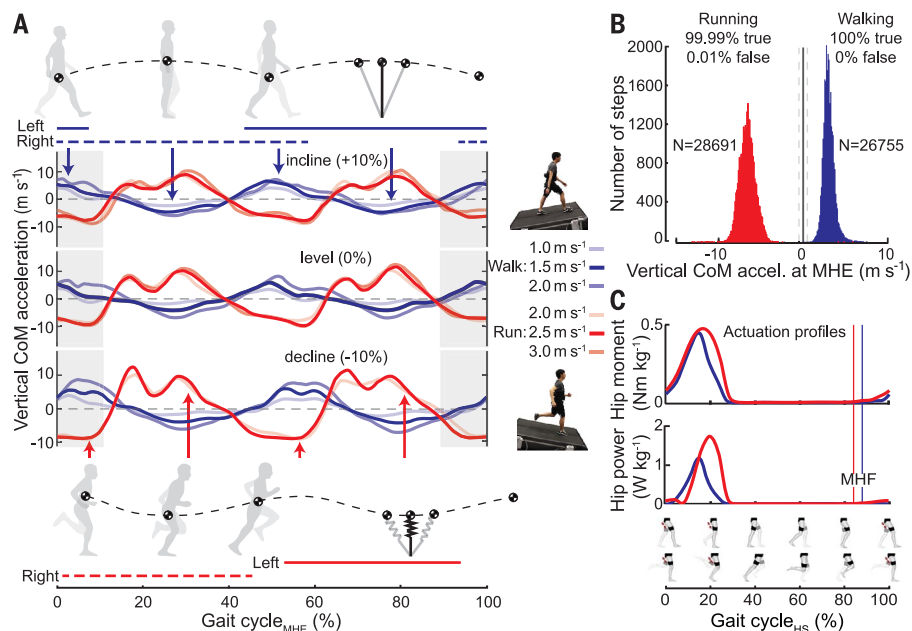 A
Left
Right
incline (+10%)
10
0
-10
level (0%)
10
0
-10
decline (-10%)
10
0
-10
Vertical CoM acceleration (m s⁻¹)
1.0 m s⁻¹
Walk: 1.5 m s⁻¹
2.0 m s⁻¹
2.0 m s⁻¹
Run: 2.5 m s⁻¹
3.0 m s⁻¹
Left
Right
0 20 40 60 80 100
Gait cycle MHE (%)
B
Running
99.99% true
0.01% false
Walking
100% true
0% false
2000
1600
1200
800
400
0
Number of steps
N=28691
N=26755
-10 0 10
Vertical CoM accel. at MHE (m s⁻¹)
C
Actuation profiles
0.5
0
Hip moment
(Nm kg⁻¹)
2
1
0
Hip power
(W kg⁻¹)
MHF
0 20 40 60 80 100
Gait cycle HS (%)